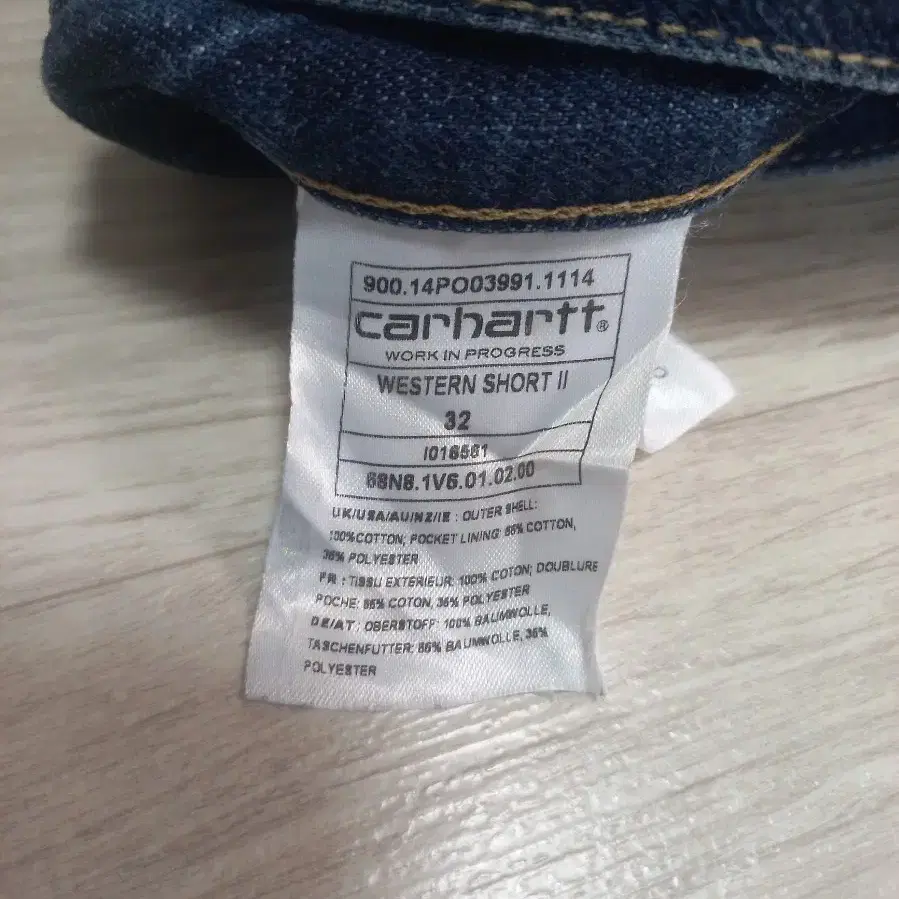 900.14PO03991.1114
carhartt®
WORK IN PROGRESS
WESTERN SHORT II
32
I016561
68N8.1V6.01.02.00
UK/USA/AU/NZ/IE : OUTER SHELL:
100%COTTON; POCKET LINING: 65% COTTON,
35% POLYESTER
FR : TISSU EXTERIEUR: 100% COTON; DOUBLURE
POCHE: 65% COTON, 35% POLYESTER
DE/AT : OBERSTOFF: 100% BAUMWOLLE,
TASCHENFUTTER: 65% BAUMWOLLE, 35%
POLYESTER